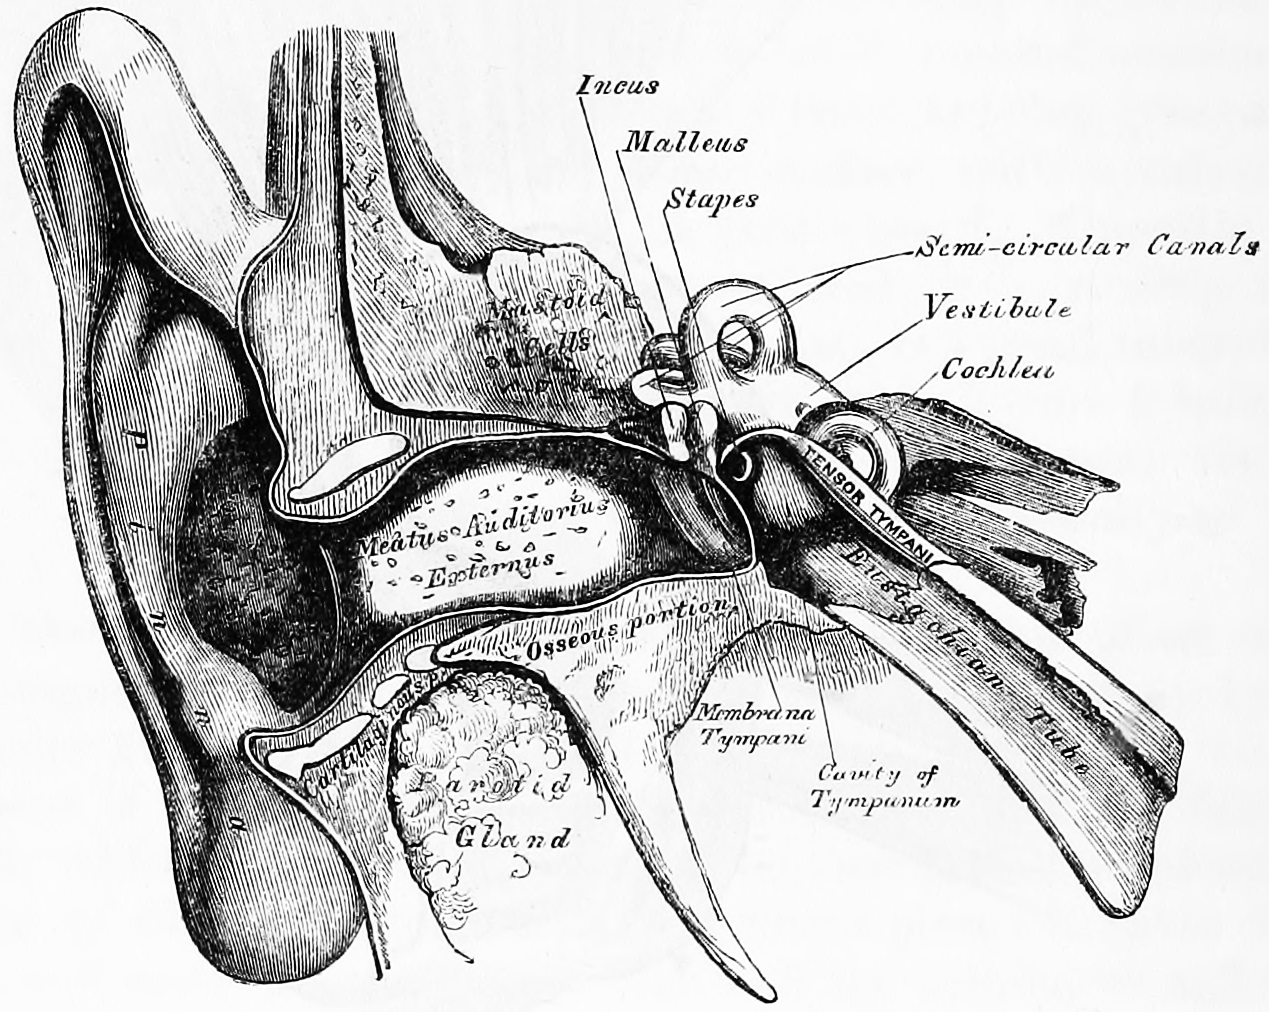 Incus
Malleus
Stapes
Semi-circular Canals
Vestibule
Cochlea
Mastoid
Cells
TENSOR TYMPANI
Pinna
Meatus Auditorius
Externus
Eustachian Tube
Osseous portion
Cartilaginous
Membrana
Tympani
Cavity of
Tympanum
Parotid
Gland